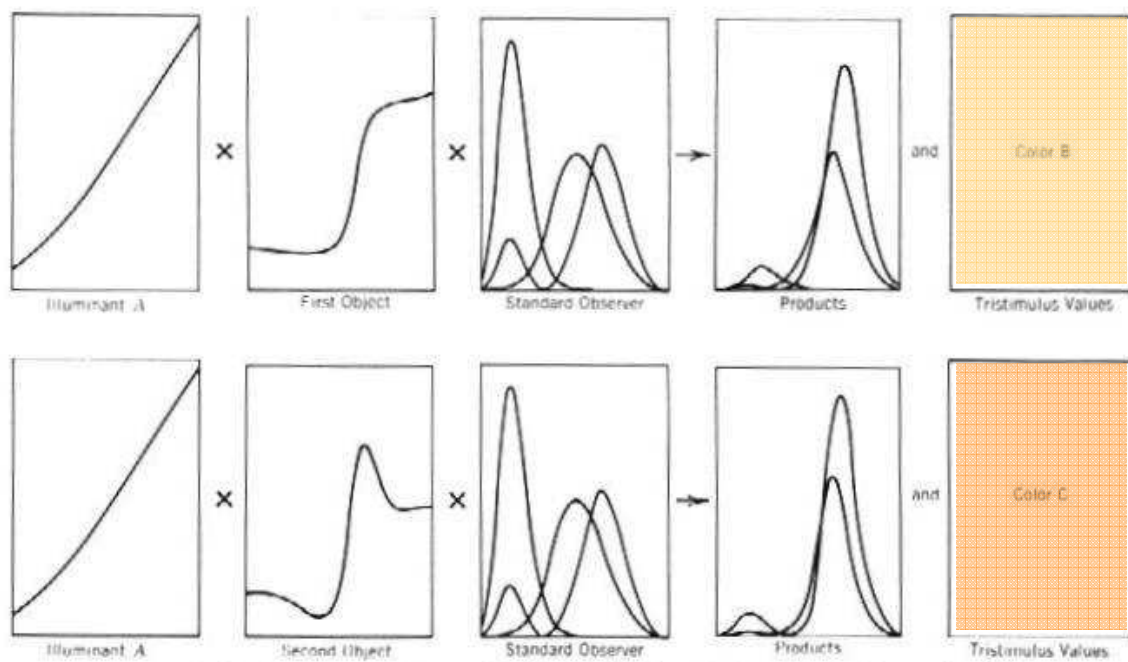 × × → and Color B
Illuminant A First Object Standard Observer Products Tristimulus Values
× × → and Color C
Illuminant A Second Object Standard Observer Products Tristimulus Values